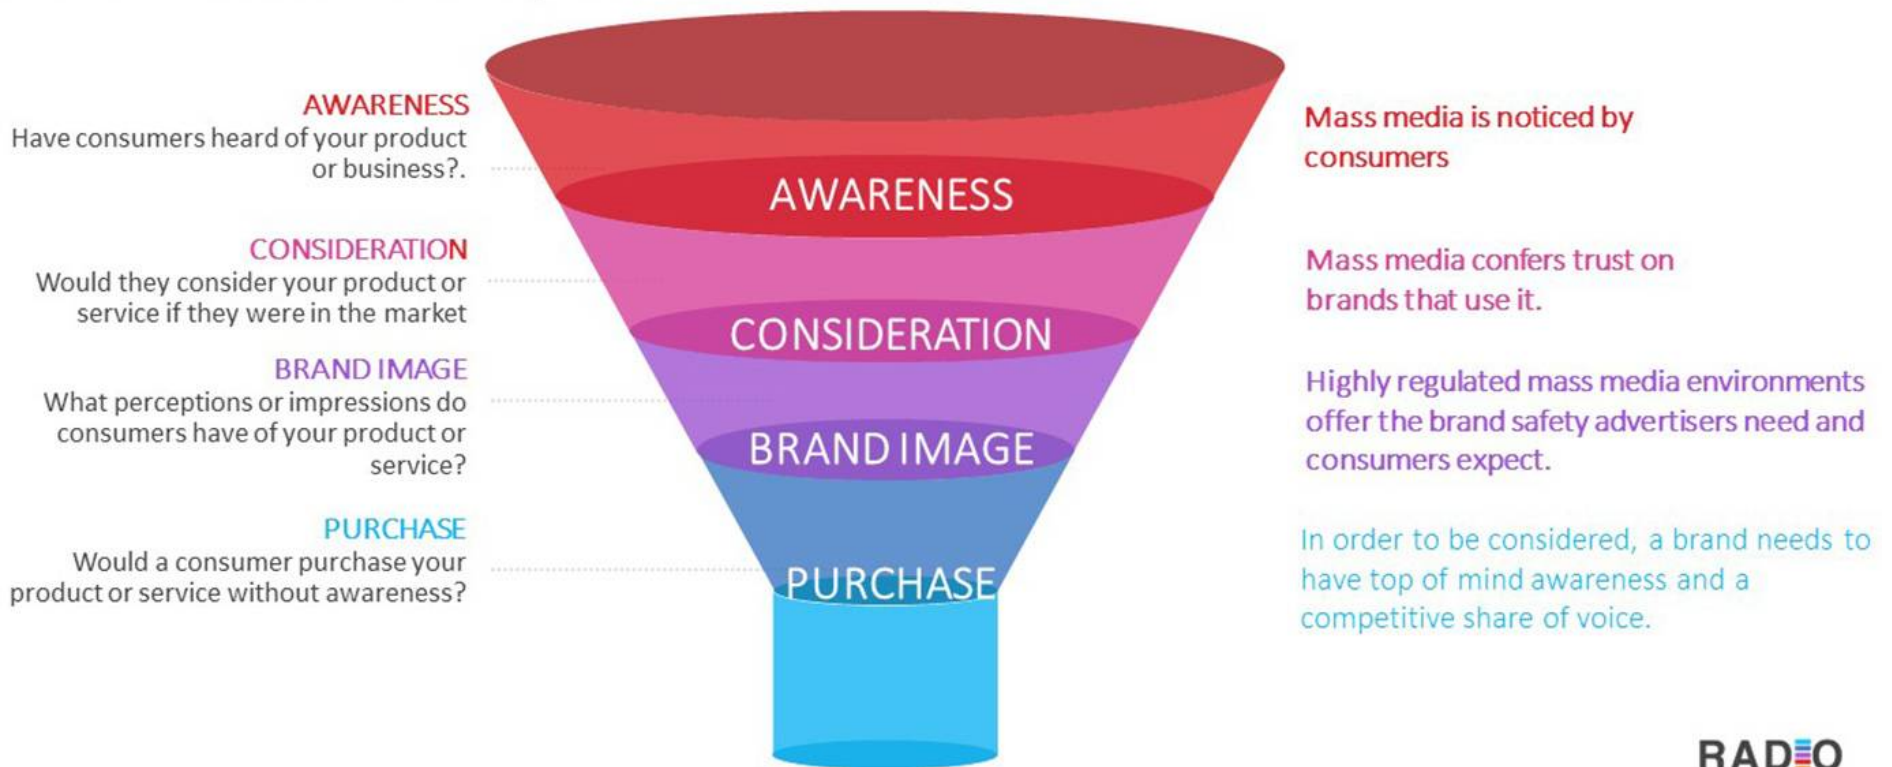 AWARENESS
Have consumers heard of your product
or business?.
CONSIDERATION
Would they consider your product or
service if they were in the market
BRAND IMAGE
What perceptions or impressions do
consumers have of your product or
service?
PURCHASE
Would a consumer purchase your
product or service without awareness?
AWARENESS
CONSIDERATION
BRAND IMAGE
PURCHASE
Mass media is noticed by
consumers
Mass media confers trust on
brands that use it.
Highly regulated mass media environments
offer the brand safety advertisers need and
consumers expect.
In order to be considered, a brand needs to
have top of mind awareness and a
competitive share of voice.
RADIO